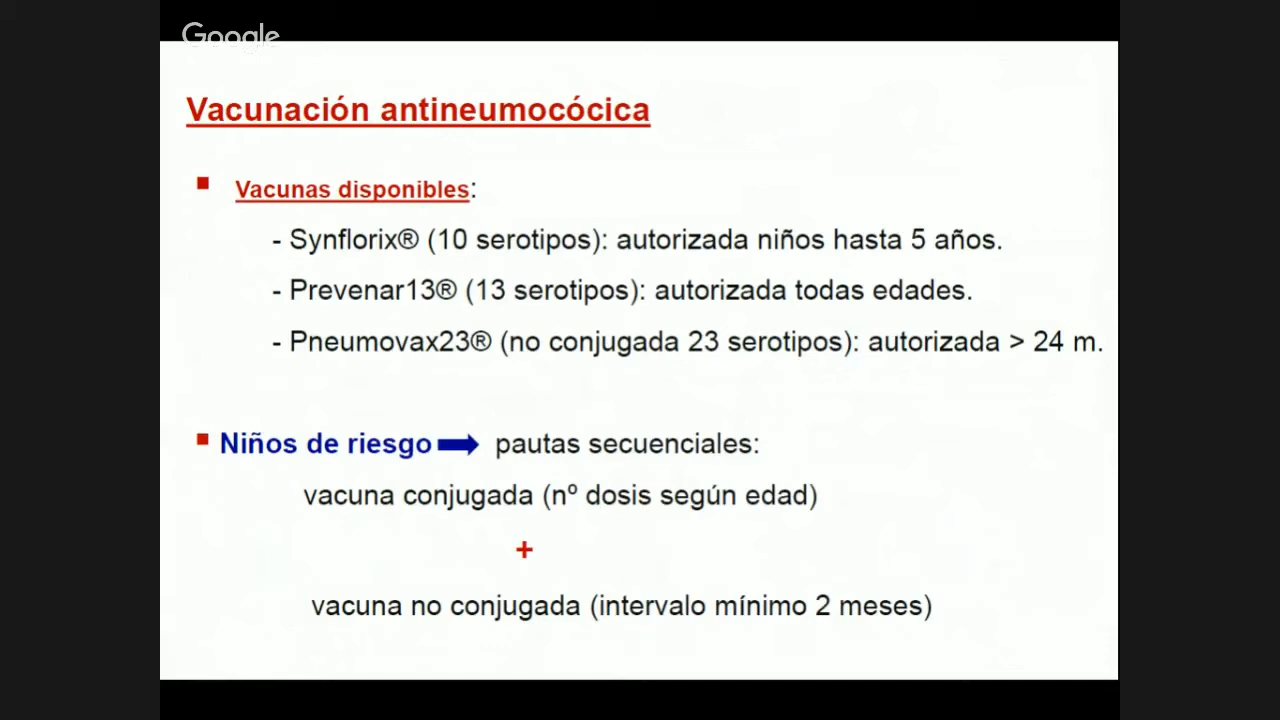 Google
Vacunación antineumocócica
Vacunas disponibles:
- Synflorix® (10 serotipos): autorizada niños hasta 5 años.
- Prevenar13® (13 serotipos): autorizada todas edades.
- Pneumovax23® (no conjugada 23 serotipos): autorizada > 24 m.
Niños de riesgo ➡ pautas secuenciales:
vacuna conjugada (nº dosis según edad)
+
vacuna no conjugada (intervalo mínimo 2 meses)